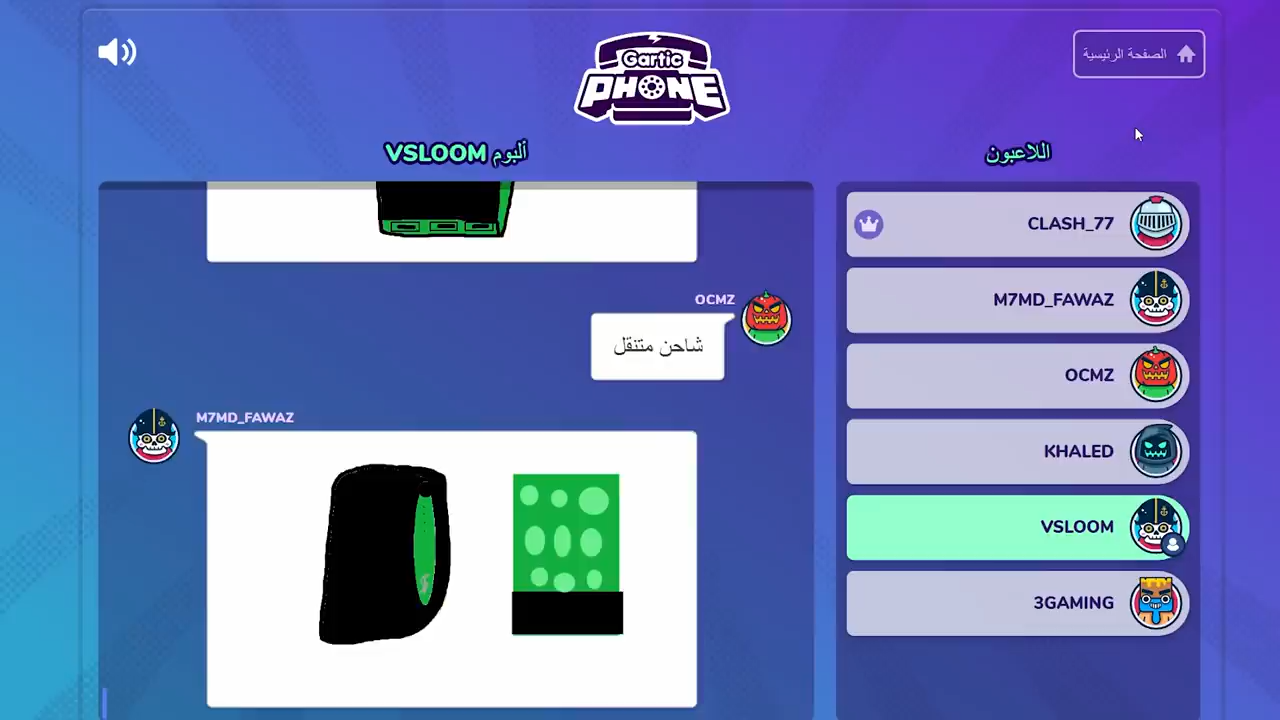 Gartic
PHONE
الصفحة الرئيسية
ألبوم VSLOOM
اللاعبون
OCMZ
شاحن متنقل
M7MD_FAWAZ
CLASH_77
M7MD_FAWAZ
OCMZ
KHALED
VSLOOM
3GAMING